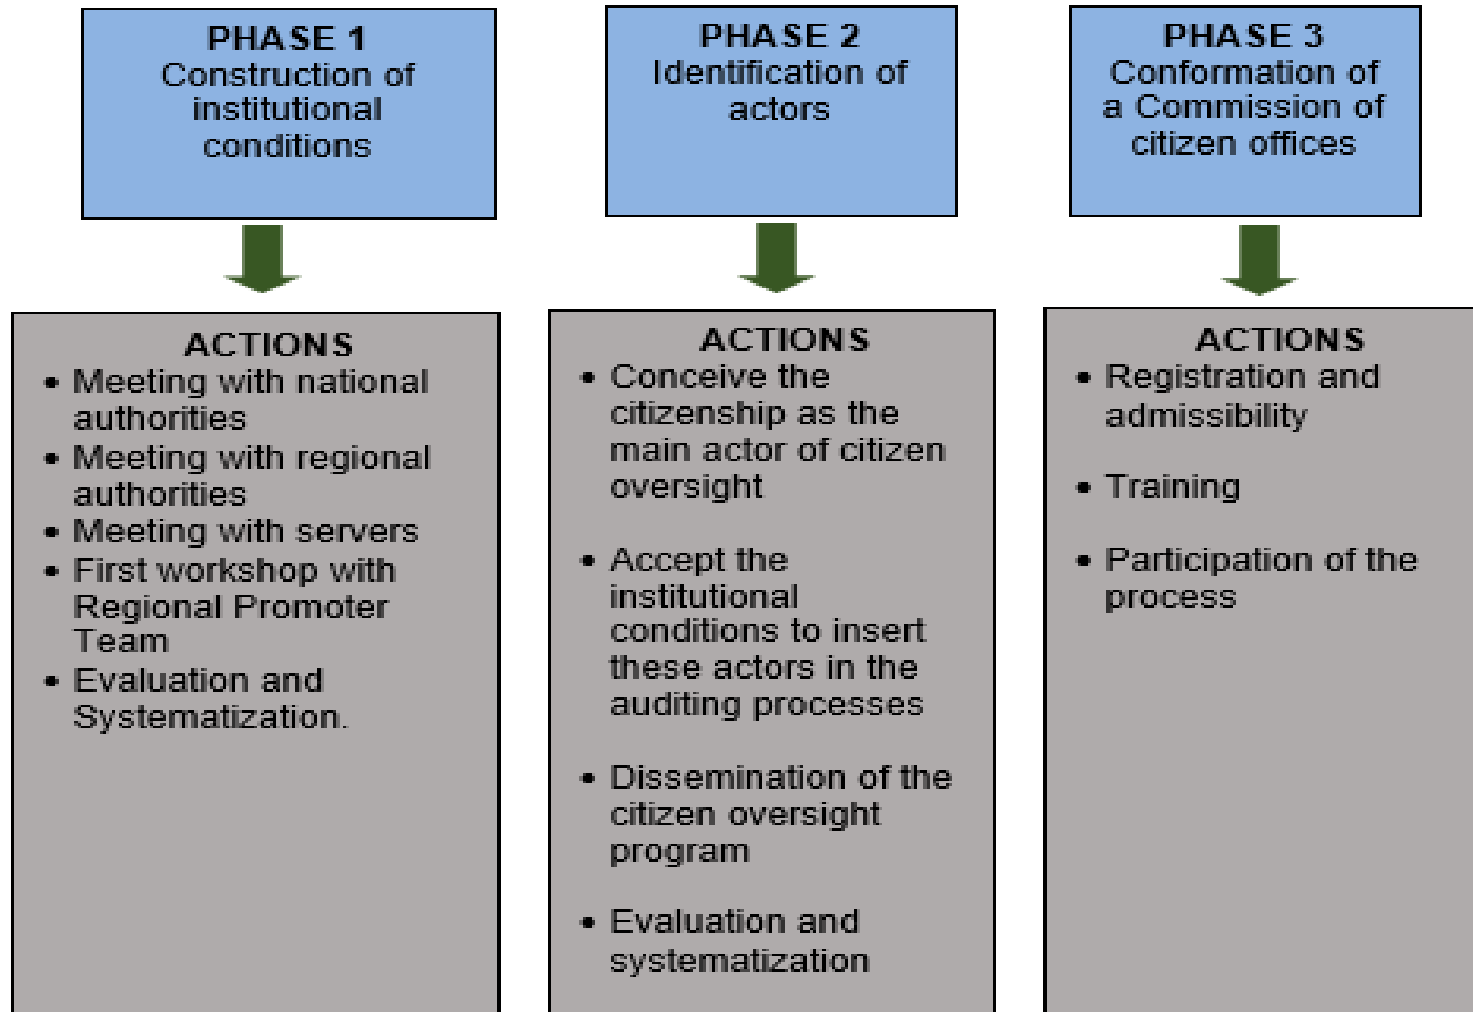 PHASE 1
Construction of
institutional
conditions
PHASE 2
Identification of
actors
PHASE 3
Conformation of
a Commission of
citizen offices
ACTIONS
• Meeting with national
authorities
• Meeting with regional
authorities
• Meeting with servers
• First workshop with
Regional Promoter
Team
• Evaluation and
Systematization.
ACTIONS
• Conceive the
citizenship as the
main actor of citizen
oversight
• Accept the
institutional
conditions to insert
these actors in the
auditing processes
• Dissemination of the
citizen oversight
program
• Evaluation and
systematization
ACTIONS
• Registration and
admissibility
• Training
• Participation of the
process